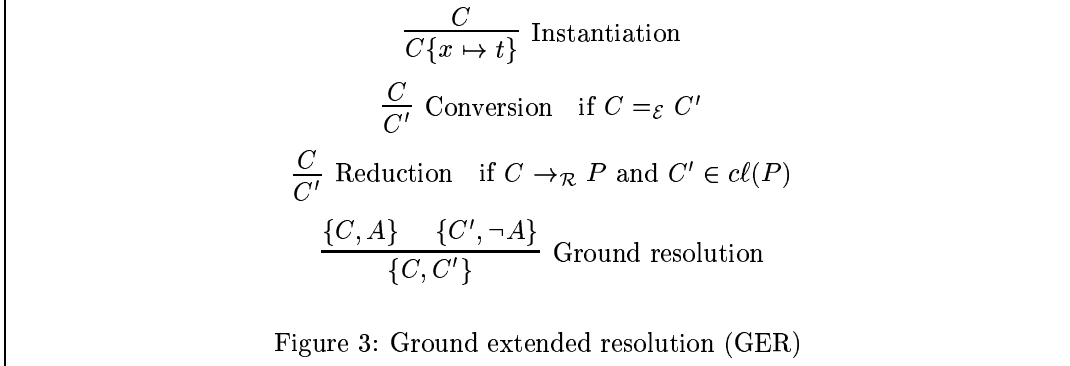 C
C{x ↦ t} Instantiation
C
C′ Conversion if C =ℰ C′
C
C′ Reduction if C →ℛ P and C′ ∈ cℓ(P)
{C, A} {C′, ¬A}
{C, C′} Ground resolution
Figure 3: Ground extended resolution (GER)